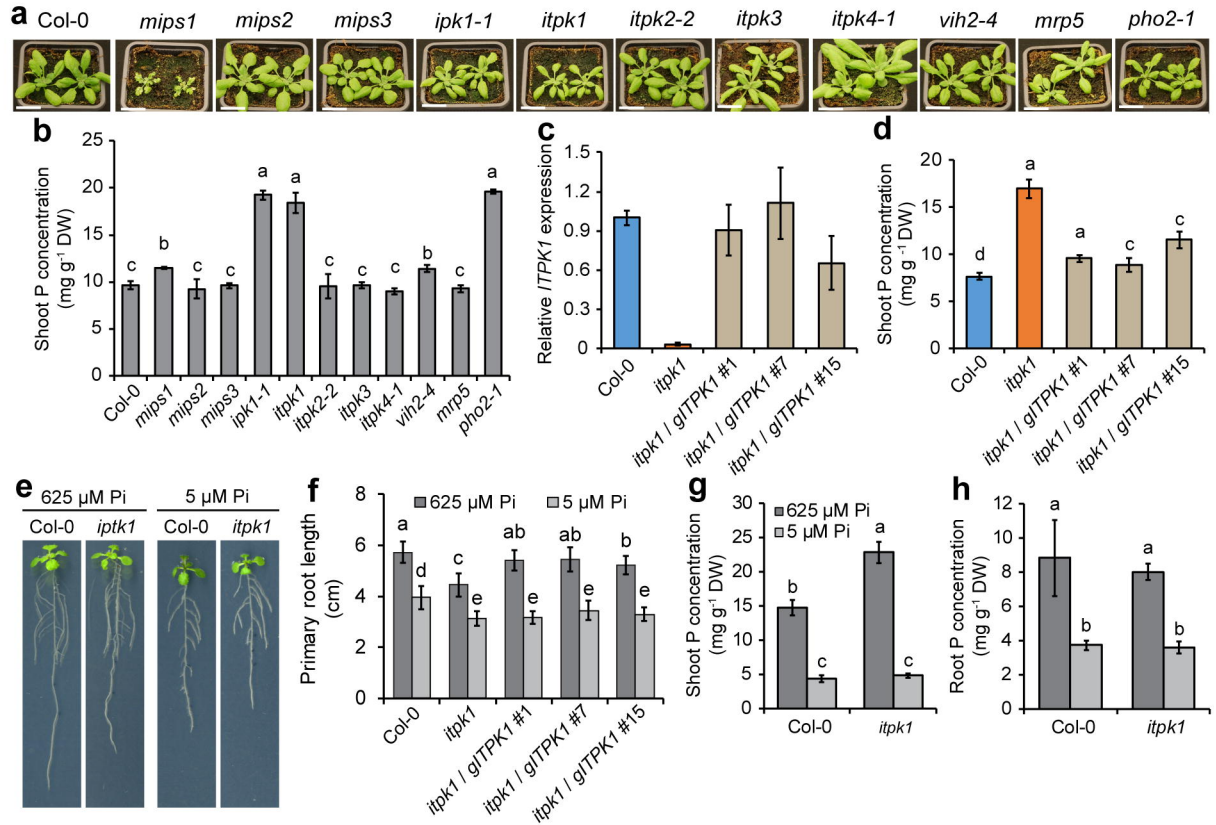 a
Col-0 mips1 mips2 mips3 ipk1-1 itpk1 itpk2-2 itpk3 itpk4-1 vih2-4 mrp5 pho2-1
b
Shoot P concentration
(mg g⁻¹ DW)
25
20
15
10
5
0
c b c c a a c c c b c a
Col-0 mips1 mips2 mips3 ipk1-1 itpk1 itpk2-2 itpk3 itpk4-1 vih2-4 mrp5 pho2-1
c
Relative ITPK1 expression
1.5
1.2
0.9
0.6
0.3
0
Col-0 itpk1 itpk1 / gITPK1 #1 itpk1 / gITPK1 #7 itpk1 / gITPK1 #15
d
Shoot P concentration
(mg g⁻¹ DW)
20
15
10
5
0
d a a c c
Col-0 itpk1 itpk1 / gITPK1 #1 itpk1 / gITPK1 #7 itpk1 / gITPK1 #15
e
625 µM Pi 5 µM Pi
Col-0 iptk1 Col-0 itpk1
f
Primary root length
(cm)
8
6
4
2
0
625 µM Pi 5 µM Pi
a d c e ab e ab e b e
Col-0 itpk1 itpk1 / gITPK1 #1 itpk1 / gITPK1 #7 itpk1 / gITPK1 #15
g
Shoot P concentration
(mg g⁻¹ DW)
30
25
20
15
10
5
0
625 µM Pi
5 µM Pi
b c a c
Col-0 itpk1
h
Root P concentration
(mg g⁻¹ DW)
12
10
8
6
4
2
0
a b a b
Col-0 itpk1